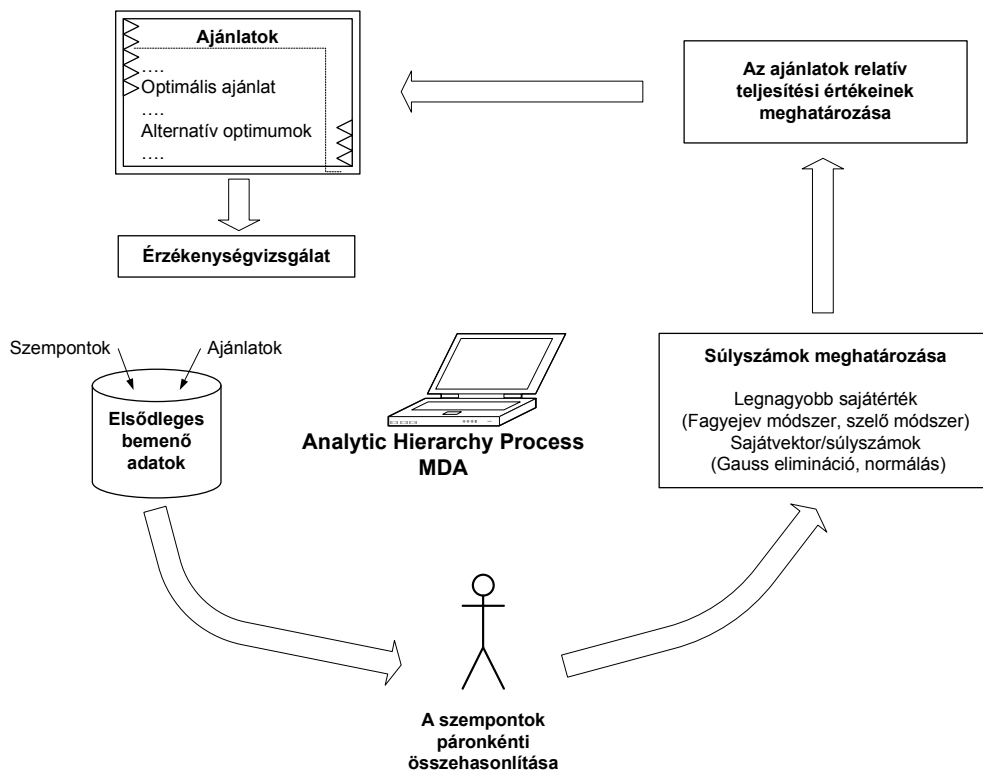 Ajánlatok
....
Optimális ajánlat
....
Alternatív optimumok
....
Az ajánlatok relatív
teljesítési értékeinek
meghatározása
Érzékenységvizsgálat
Szempontok
Ajánlatok
Elsődleges
bemenő
adatok
Analytic Hierarchy Process
MDA
Súlyszámok meghatározása
Legnagyobb sajátérték
(Fagyejev módszer, szelő módszer)
Sajátvektor/súlyszámok
(Gauss elimináció, normálás)
A szempontok
páronkénti
összehasonlítása